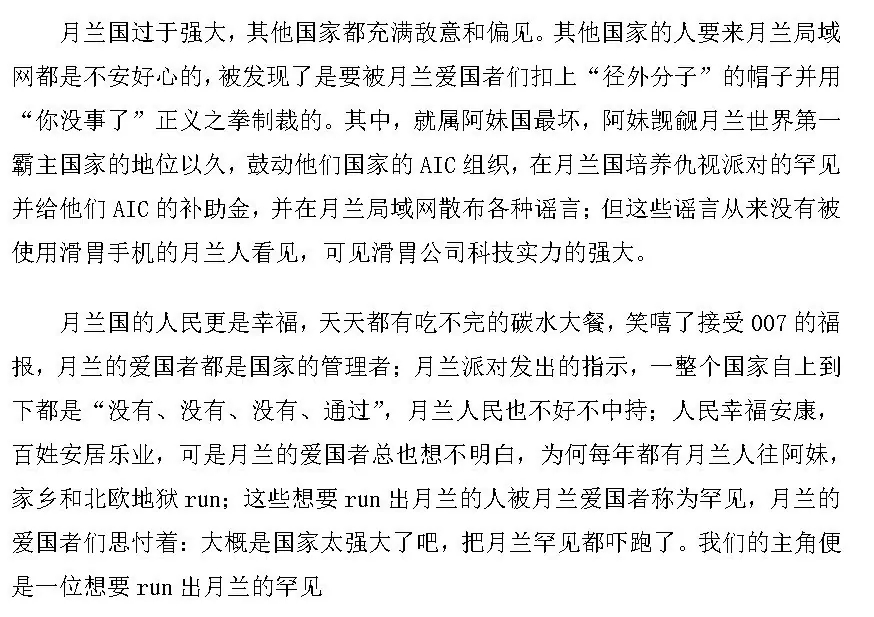 月兰国过于强大，其他国家都充满敌意和偏见。其他国家的人要来月兰局域
网都是不安好心的，被发现了是要被月兰爱国者们扣上“径外分子”的帽子并用
“你没事了”正义之拳制裁的。其中，就属阿妹国最坏，阿妹觊觎月兰世界第一
霸主国家的地位以久，鼓动他们国家的 AIC 组织，在月兰国培养仇视派对的罕见
并给他们 AIC 的补助金，并在月兰局域网散布各种谣言；但这些谣言从来没有被
使用滑胃手机的月兰人看见，可见滑胃公司科技实力的强大。
月兰国的人民更是幸福，天天都有吃不完的碳水大餐，笑嘻了接受 007 的福
报，月兰的爱国者都是国家的管理者；月兰派对发出的指示，一整个国家自上到
下都是“没有、没有、没有、通过”，月兰人民也不好不中持；人民幸福安康，
百姓安居乐业，可是月兰的爱国者总也想不明白，为何每年都有月兰人往阿妹，
家乡和北欧地狱 run；这些想要 run 出月兰的人被月兰爱国者称为罕见，月兰的
爱国者们思忖着：大概是国家太强大了吧，把月兰罕见都吓跑了。我们的主角便
是一位想要 run 出月兰的罕见